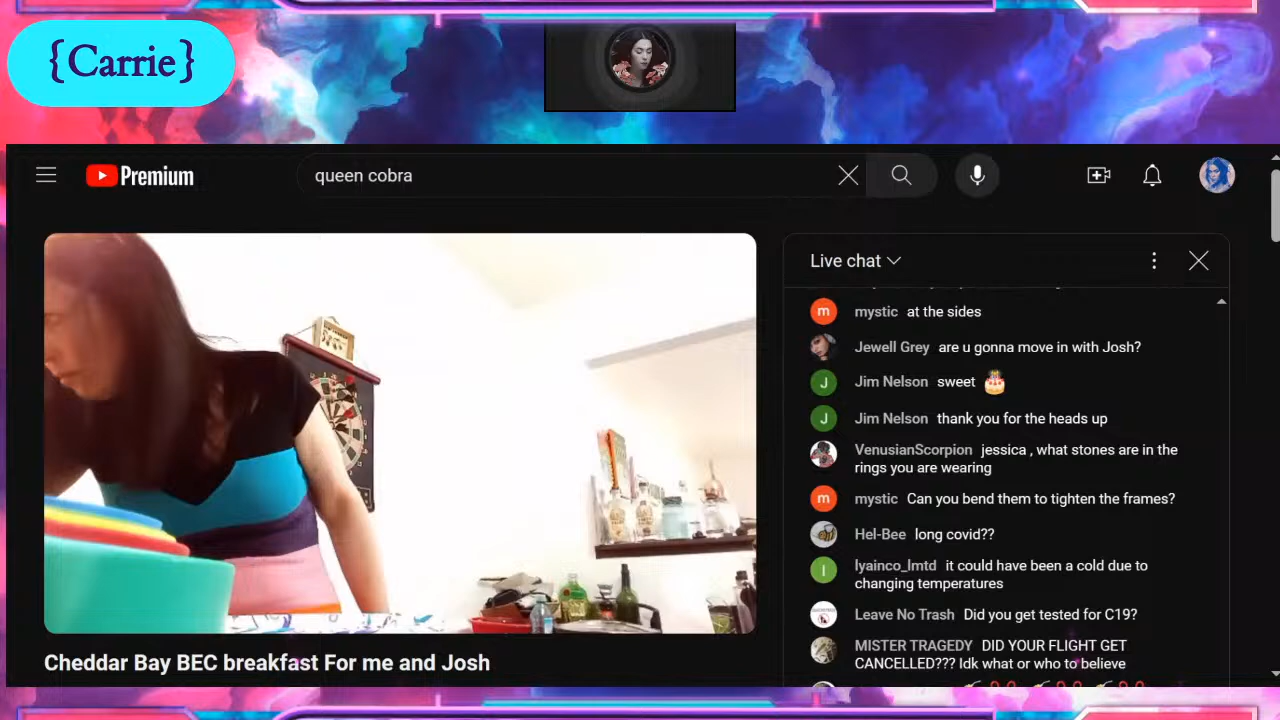 {Carrie}
Premium
queen cobra
Live chat
m mystic at the sides
Jewell Grey are u gonna move in with Josh?
J Jim Nelson sweet
J Jim Nelson thank you for the heads up
VenusianScorpion jessica , what stones are in the
rings you are wearing
m mystic Can you bend them to tighten the frames?
Hel-Bee long covid??
I lyainco_lmtd it could have been a cold due to
changing temperatures
Leave No Trash Did you get tested for C19?
MISTER TRAGEDY DID YOUR FLIGHT GET
CANCELLED??? Idk what or who to believe
Cheddar Bay BEC breakfast For me and Josh